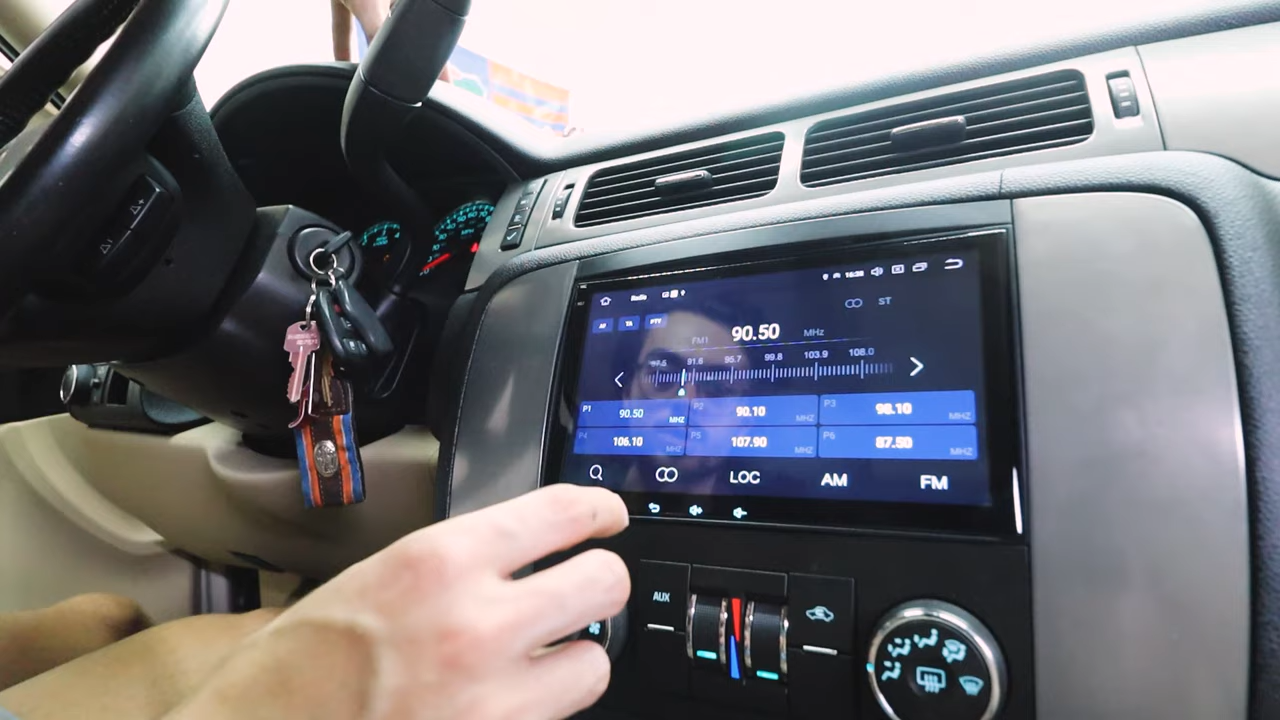 Radio 16:28
ST
AF TA PTY
FM1 90.50 MHz
91.6 95.7 99.8 103.9 108.0
P1 90.50 MHZ P2 90.10 MHZ P3 98.10 MHZ
P4 106.10 MHZ P5 107.90 MHZ P6 87.50 MHZ
LOC AM FM
AUX